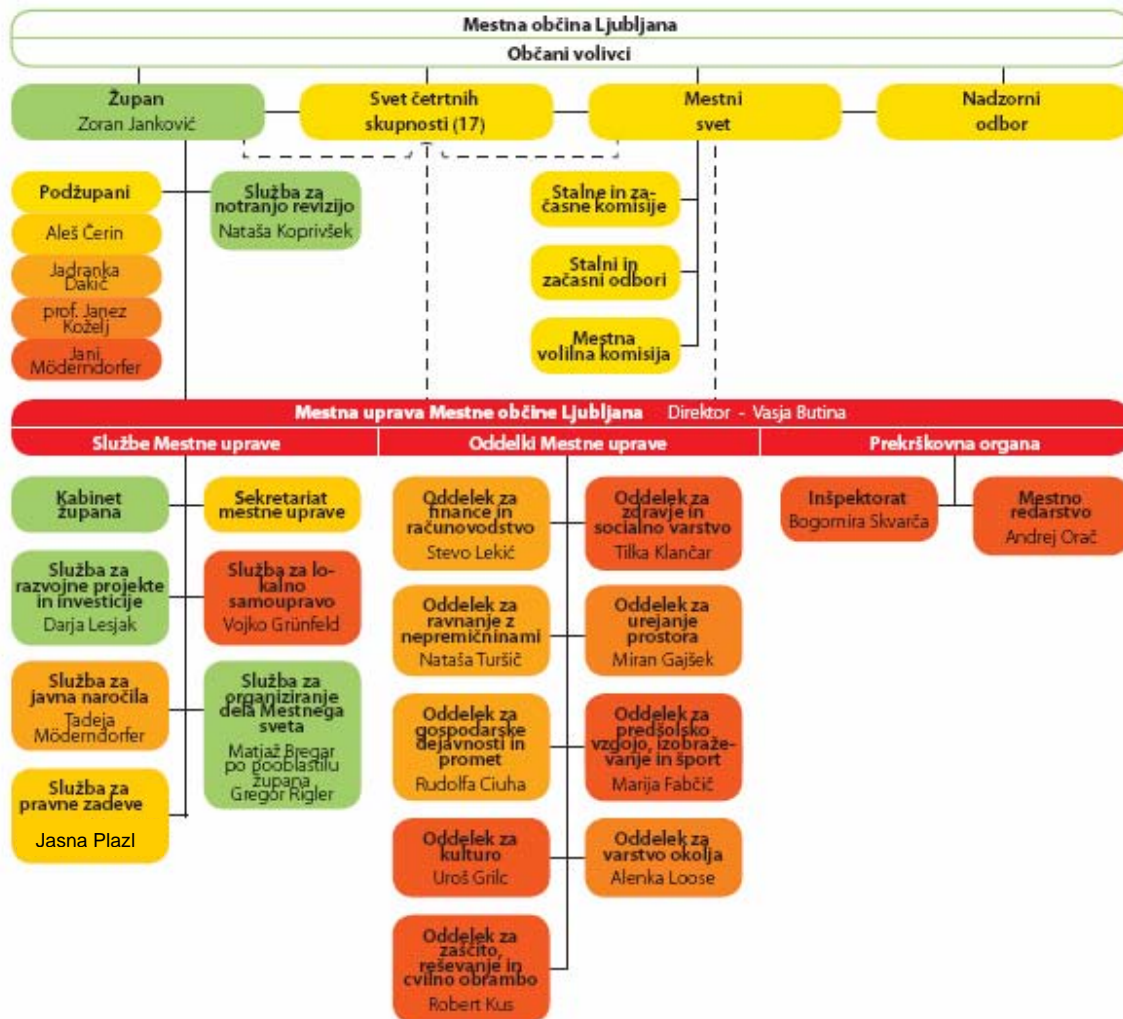 Mestna občina Ljubljana
Občani volivci
Župan
Zoran Janković
Svet četrtnih
skupnosti (17)
Mestni
svet
Nadzorni
odbor
Podžupani
Aleš Čerin
Jadranka
Dakič
prof. Janez
Koželj
Jani
Möderndorfer
Služba za
notranjo revizijo
Nataša Koprivšek
Stalne in za-
časne komisije
Stalni in
začasni odbori
Mestna
volilna komisija
Mestna uprava Mestne občine Ljubljana Direktor - Vasja Butina
Službe Mestne uprave
Oddelki Mestne uprave
Prekrškovna organa
Kabinet
župana
Sekretariat
mestne uprave
Služba za
razvojne projekte
in investicije
Darja Lesjak
Služba za lo-
kalno
samoupravo
Vojko Grünfeld
Služba za
javna naročila
Tadeja
Möderndorfer
Služba za
organiziranje
dela Mestnega
sveta
Matjaž Bregar
po pooblastilu
župana
Gregor Rigler
Služba za
pravne zadeve
Jasna Plazl
Oddelek za
finance in
računovodstvo
Stevo Lekić
Oddelek za
zdravje in
socialno varstvo
Tilka Klančar
Oddelek za
ravnanje z
nepremičninami
Nataša Turšič
Oddelek za
urejanje
prostora
Miran Gajšek
Oddelek za
gospodarske
dejavnosti in
promet
Rudolfa Ciuha
Oddelek za
predšolsko
vzgojo, izobraže-
vanje in šport
Marija Fabčič
Oddelek za
kulturo
Uroš Grilc
Oddelek za
varstvo okolja
Alenka Loose
Oddelek za
zaščito,
reševanje in
cvilno obrambo
Robert Kus
Inšpektorat
Bogomira Skvarča
Mestno
redarstvo
Andrej Orač